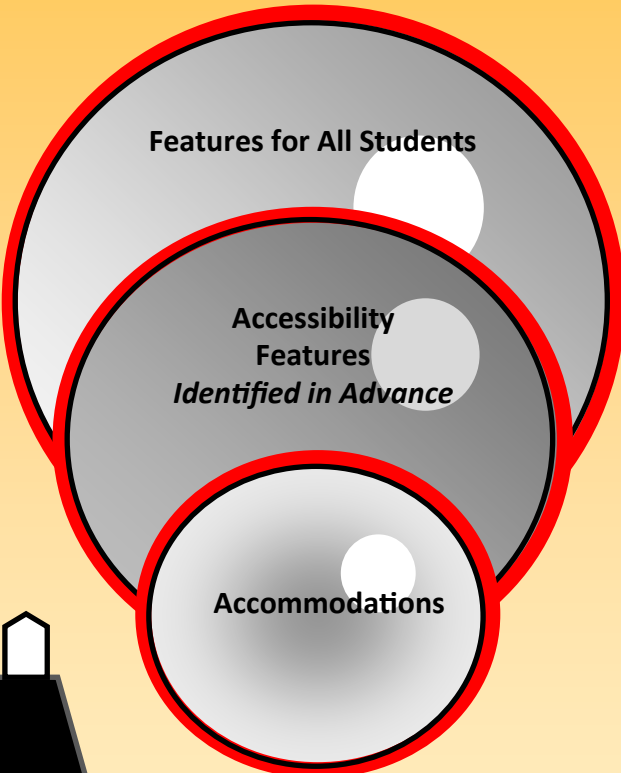 Features for All Students
Accessibility
Features
Identified in Advance
Accommodations